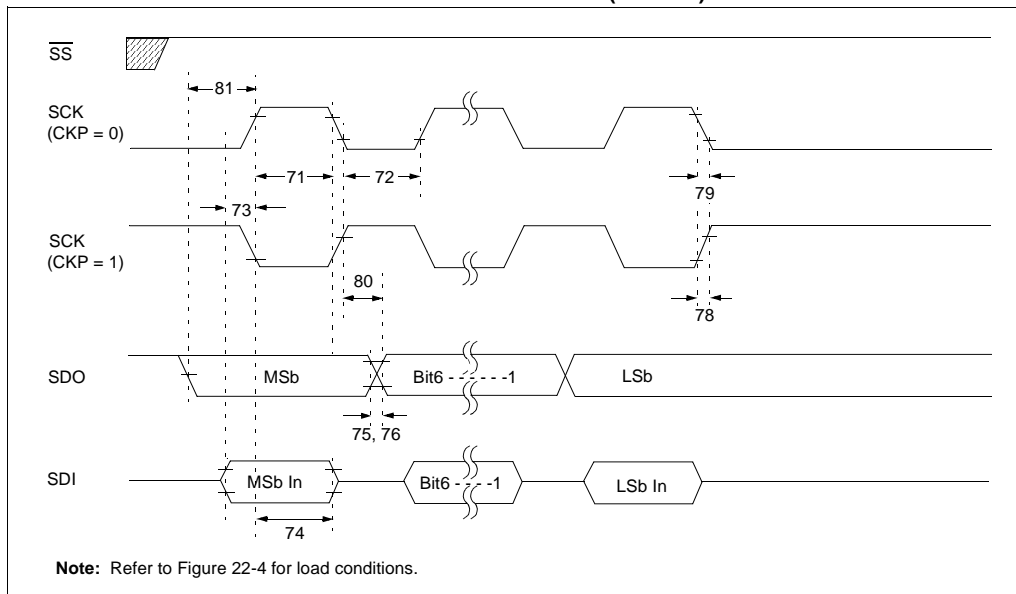 SS
81
SCK
(CKP = 0)
71
72
73
79
SCK
(CKP = 1)
80
78
SDO
MSb
Bit6 - - - - - -1
LSb
75, 76
SDI
MSb In
Bit6 - - - - -1
LSb In
74
Note: Refer to Figure 22-4 for load conditions.